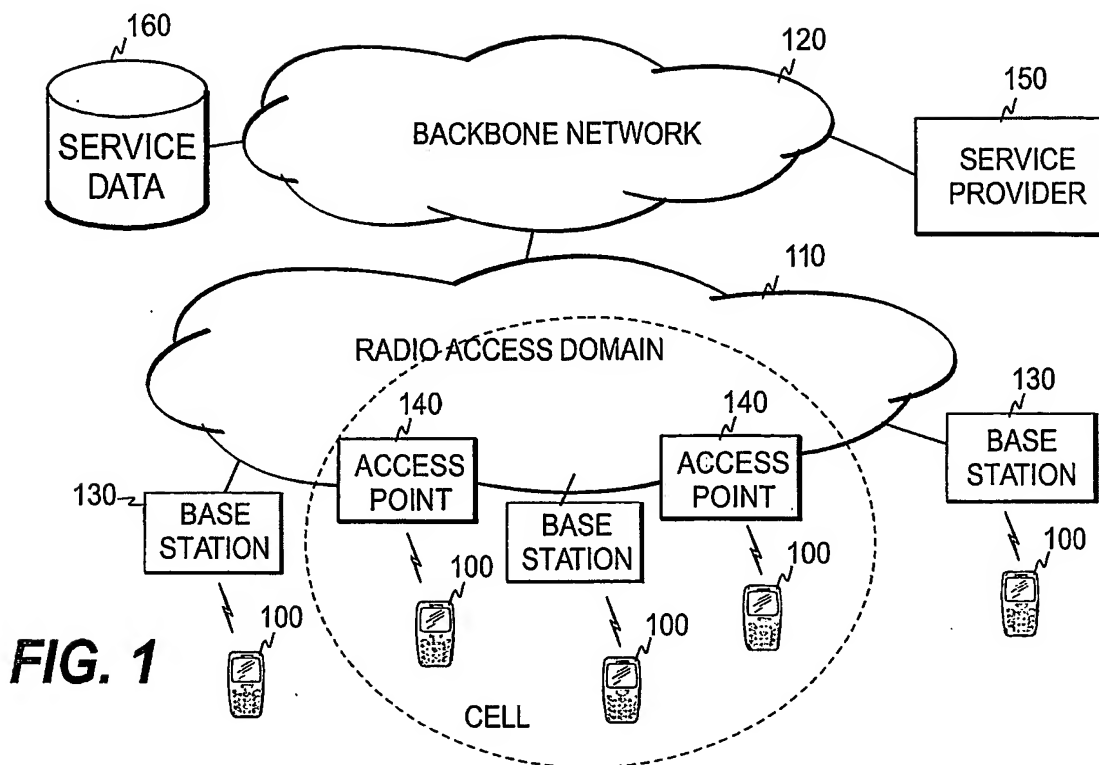 160
120
150
BACKBONE NETWORK
SERVICE
DATA
SERVICE
PROVIDER
110
RADIO ACCESS DOMAIN
140
140
130
ACCESS
POINT
ACCESS
POINT
BASE
STATION
130
BASE
STATION
BASE
STATION
100
100
100
100
100
FIG. 1
CELL